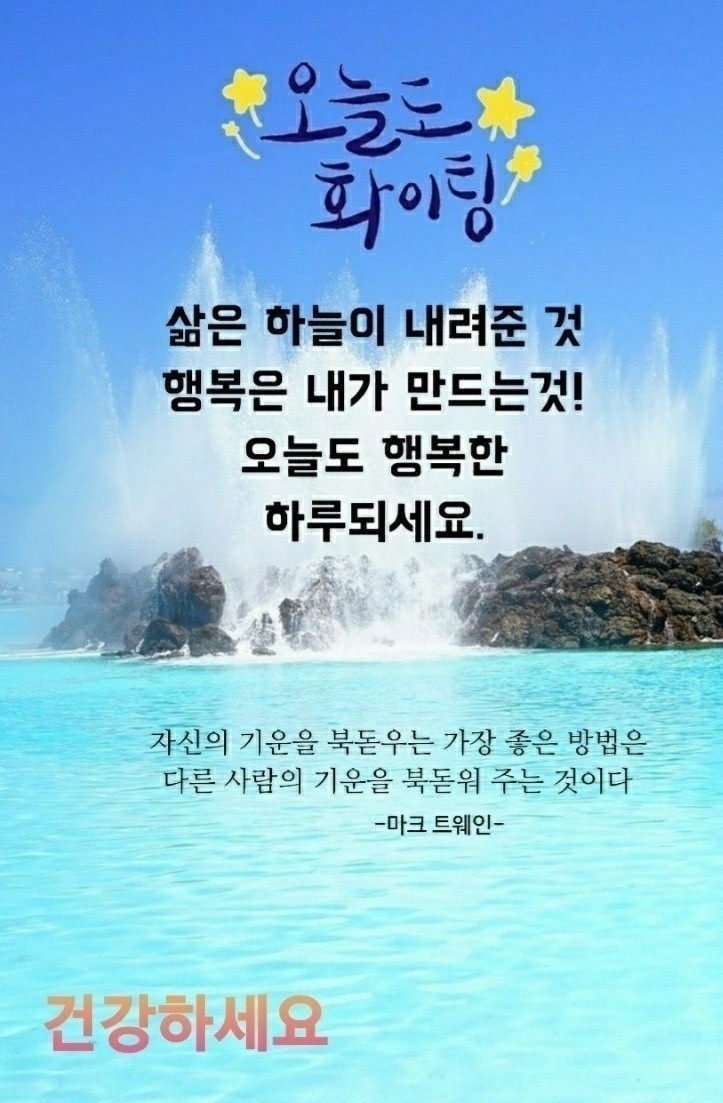 오늘도
화이팅
삶은 하늘이 내려준 것
행복은 내가 만드는것!
오늘도 행복한
하루되세요.
자신의 기운을 북돋우는 가장 좋은 방법은
다른 사람의 기운을 북돋워 주는 것이다
-마크 트웨인-
건강하세요